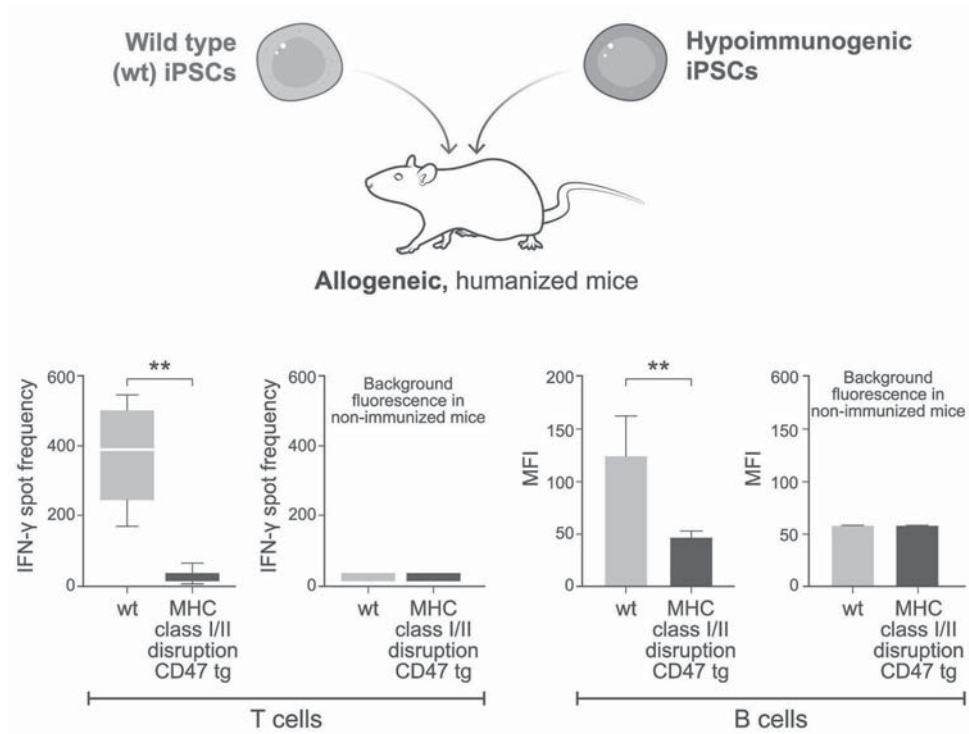 Wild type
(wt) iPSCs
Hypoimmunogenic
iPSCs
Allogeneic, humanized mice
600
400
200
0
IFN-γ spot frequency
**
wt
MHC
class I/II
disruption
CD47 tg
600
400
200
0
IFN-γ spot frequency
Background
fluorescence in
non-immunized mice
wt
MHC
class I/II
disruption
CD47 tg
T cells
200
150
100
50
0
MFI
**
wt
MHC
class I/II
disruption
CD47 tg
600
150
100
50
0
MFI
Background
fluorescence in
non-immunized mice
wt
MHC
class I/II
disruption
CD47 tg
B cells